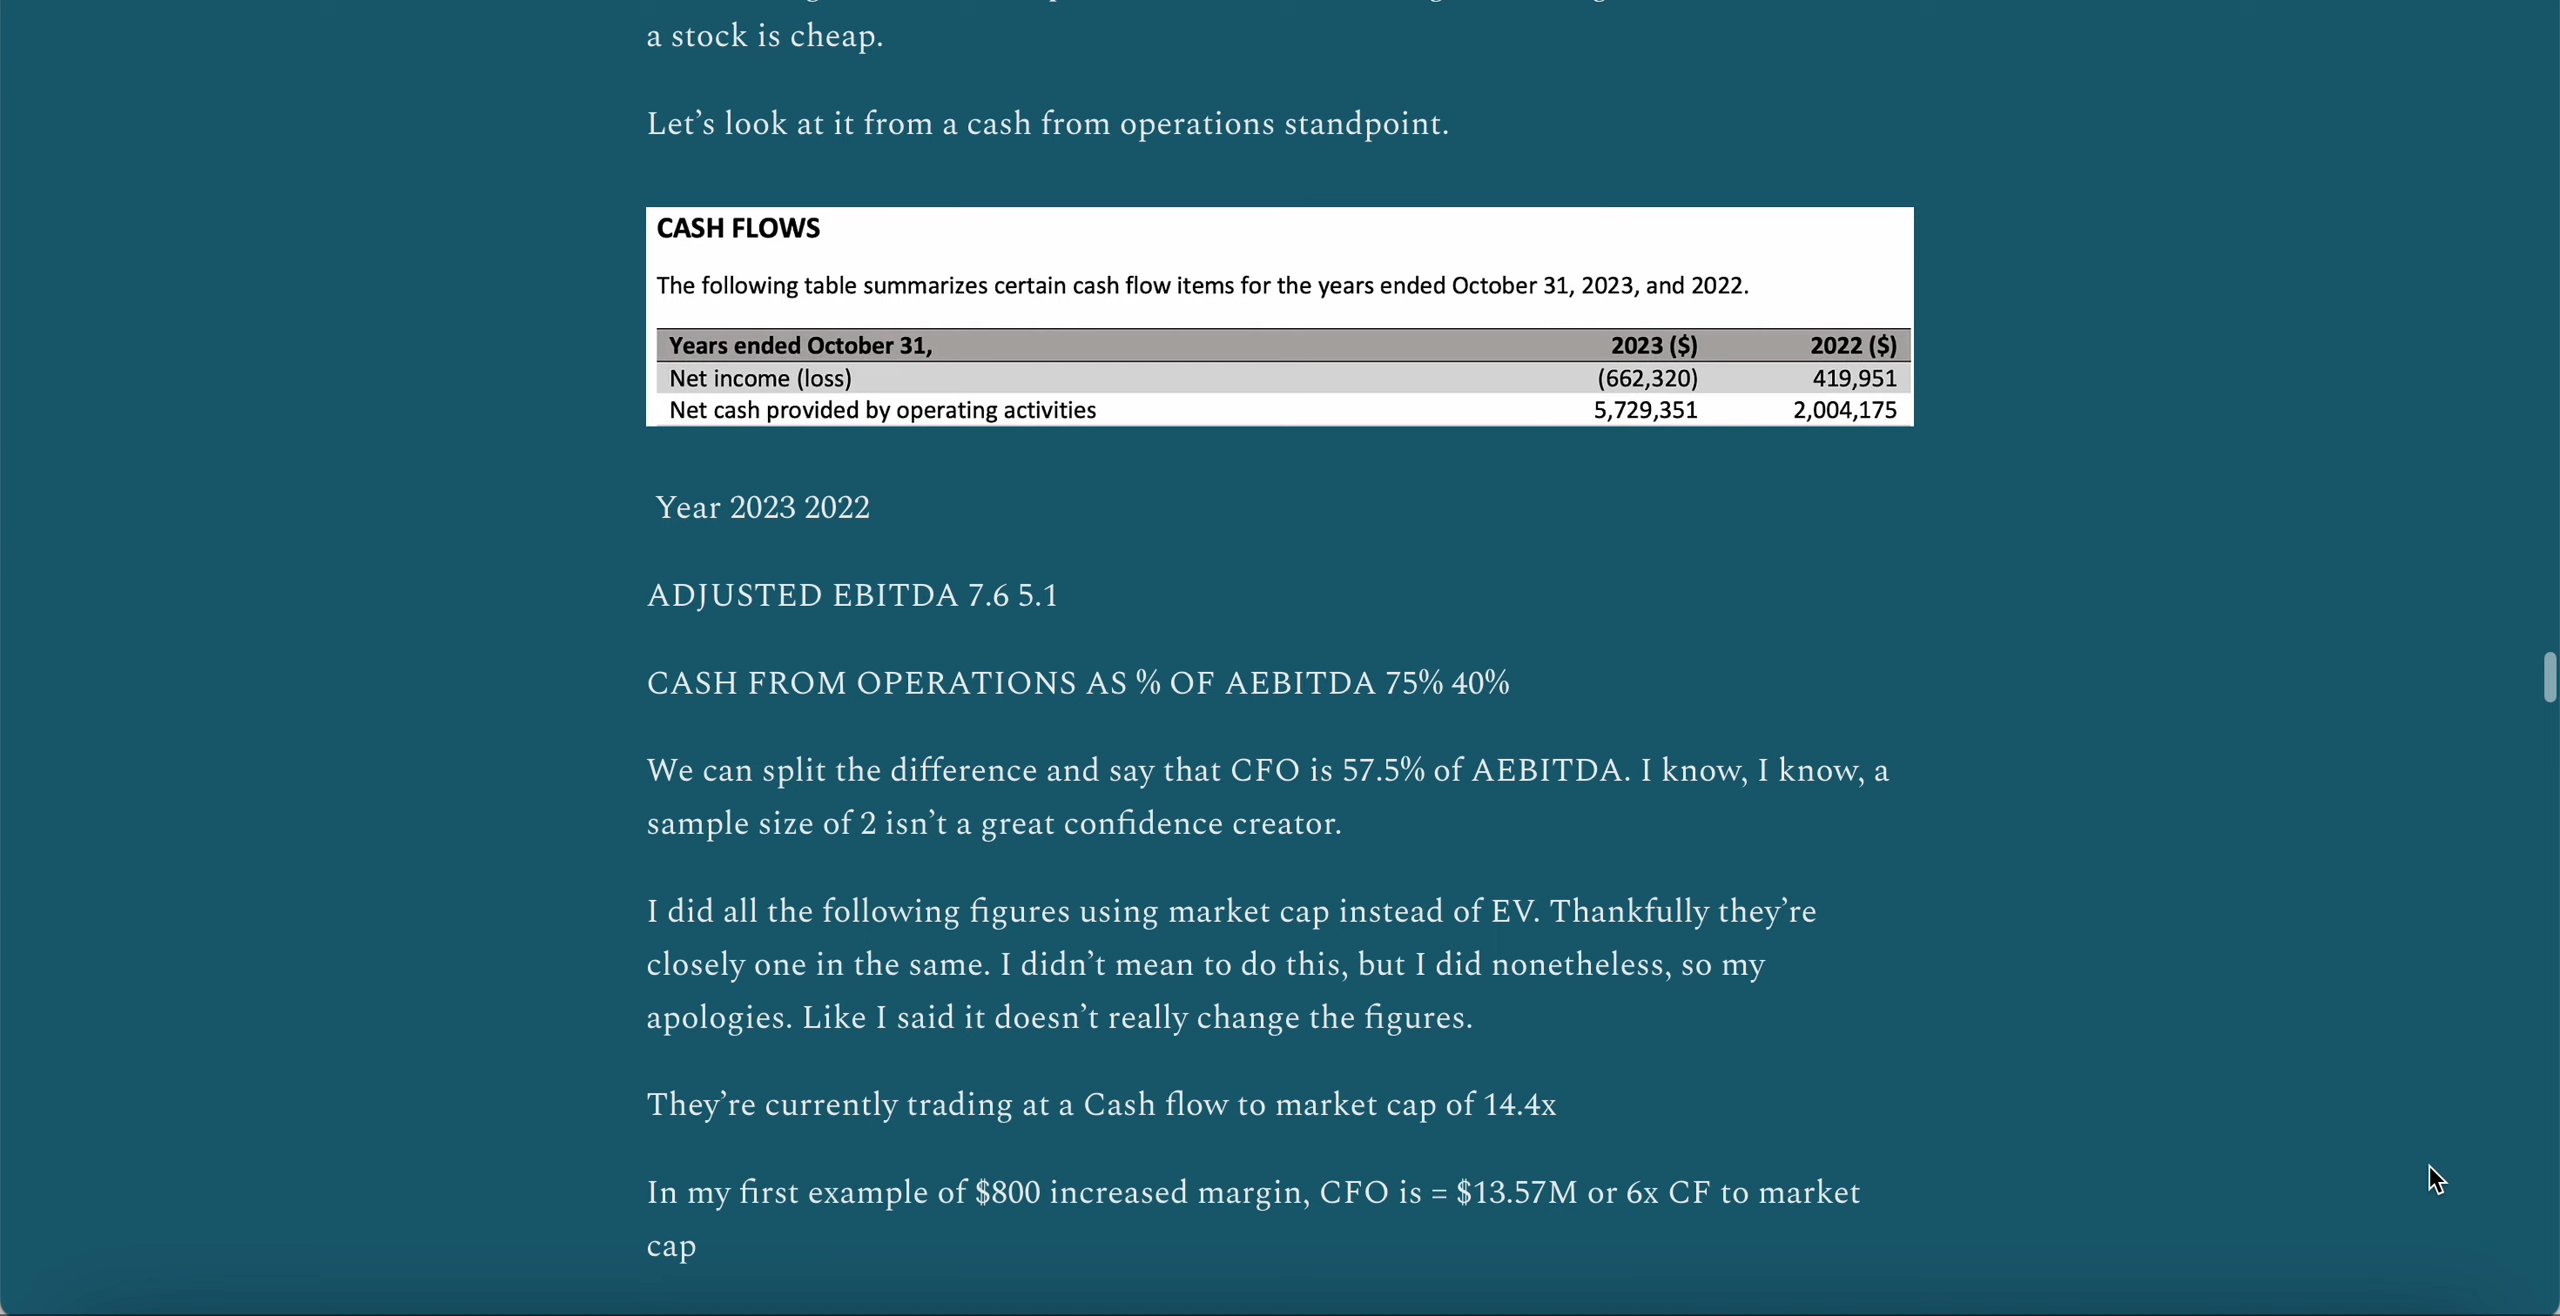 a stock is cheap.
Let’s look at it from a cash from operations standpoint.
CASH FLOWS
The following table summarizes certain cash flow items for the years ended October 31, 2023, and 2022.
Years ended October 31, 2023 ($) 2022 ($)
Net income (loss) (662,320) 419,951
Net cash provided by operating activities 5,729,351 2,004,175
Year 2023 2022
ADJUSTED EBITDA 7.6 5.1
CASH FROM OPERATIONS AS % OF AEBITDA 75% 40%
We can split the difference and say that CFO is 57.5% of AEBITDA. I know, I know, a
sample size of 2 isn’t a great confidence creator.
I did all the following figures using market cap instead of EV. Thankfully they’re
closely one in the same. I didn’t mean to do this, but I did nonetheless, so my
apologies. Like I said it doesn’t really change the figures.
They’re currently trading at a Cash flow to market cap of 14.4x
In my first example of $800 increased margin, CFO is = $13.57M or 6x CF to market
cap